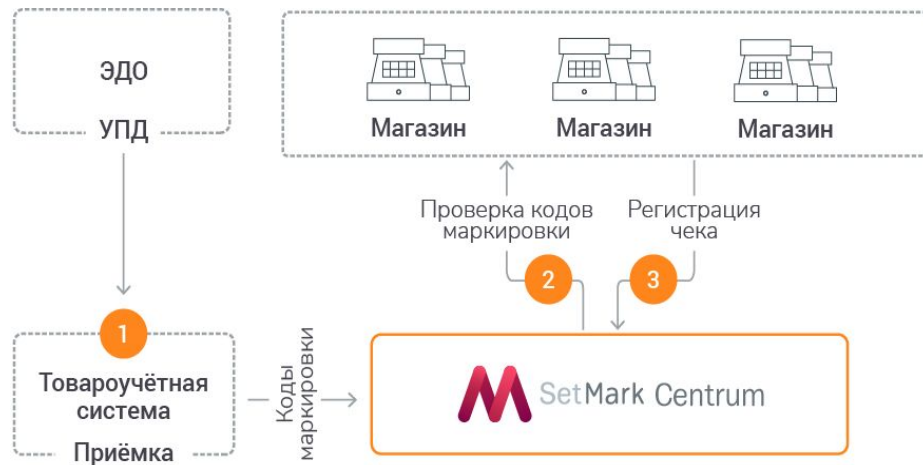 ЭДО
УПД
Магазин
Магазин
Магазин
Проверка кодов
маркировки
Регистрация
чека
2
3
1
Товароучётная
система
Приёмка
Коды
маркировки
SetMark Centrum